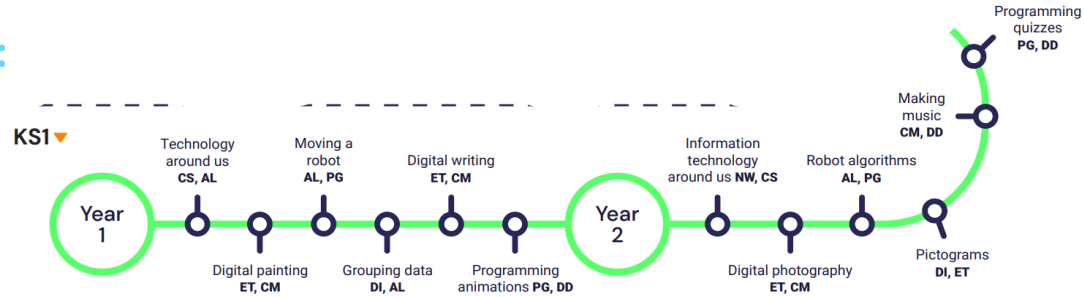 KS1
Year
1
Technology
around us
CS, AL
Digital painting
ET, CM
Moving a
robot
AL, PG
Grouping data
DI, AL
Digital writing
ET, CM
Programming
animations PG, DD
Year
2
Information
technology
around us NW, CS
Digital photography
ET, CM
Robot algorithms
AL, PG
Pictograms
DI, ET
Making
music
CM, DD
Programming
quizzes
PG, DD